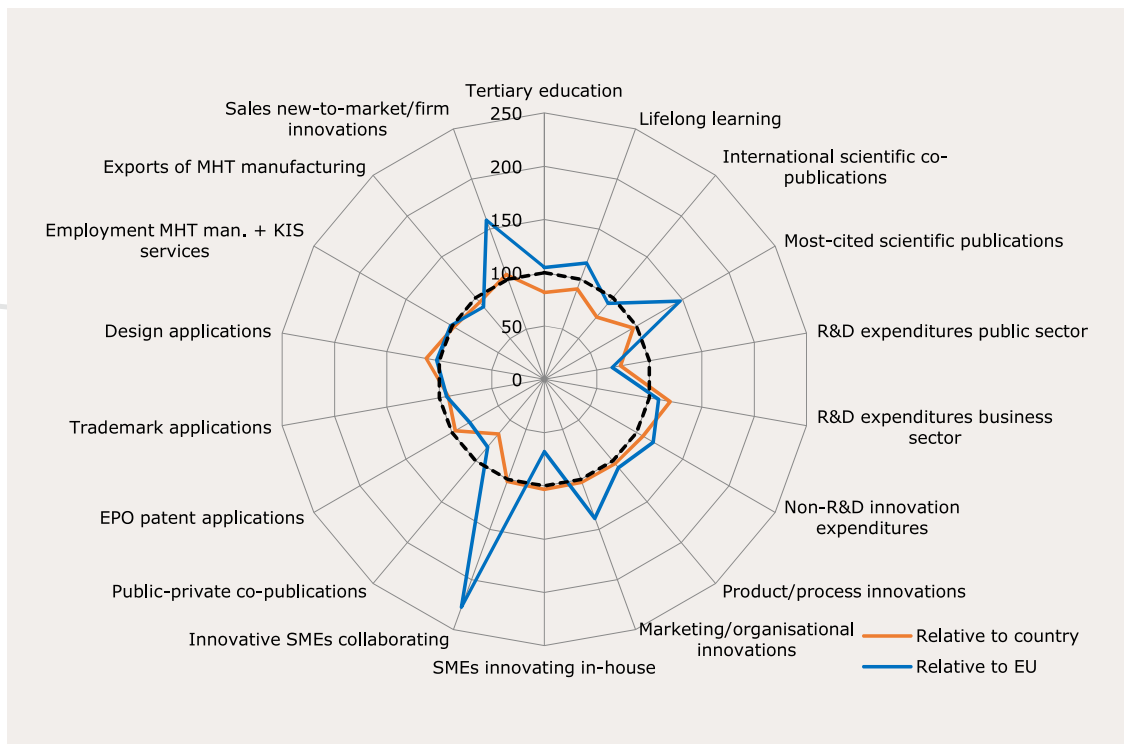 Tertiary education
Lifelong learning
International scientific co-
publications
Most-cited scientific publications
R&D expenditures public sector
R&D expenditures business
sector
Non-R&D innovation
expenditures
Product/process innovations
Marketing/organisational
innovations
SMEs innovating in-house
Innovative SMEs collaborating
Public-private co-publications
EPO patent applications
Trademark applications
Design applications
Employment MHT man. + KIS
services
Exports of MHT manufacturing
Sales new-to-market/firm
innovations
250
200
150
100
50
0
Relative to country
Relative to EU